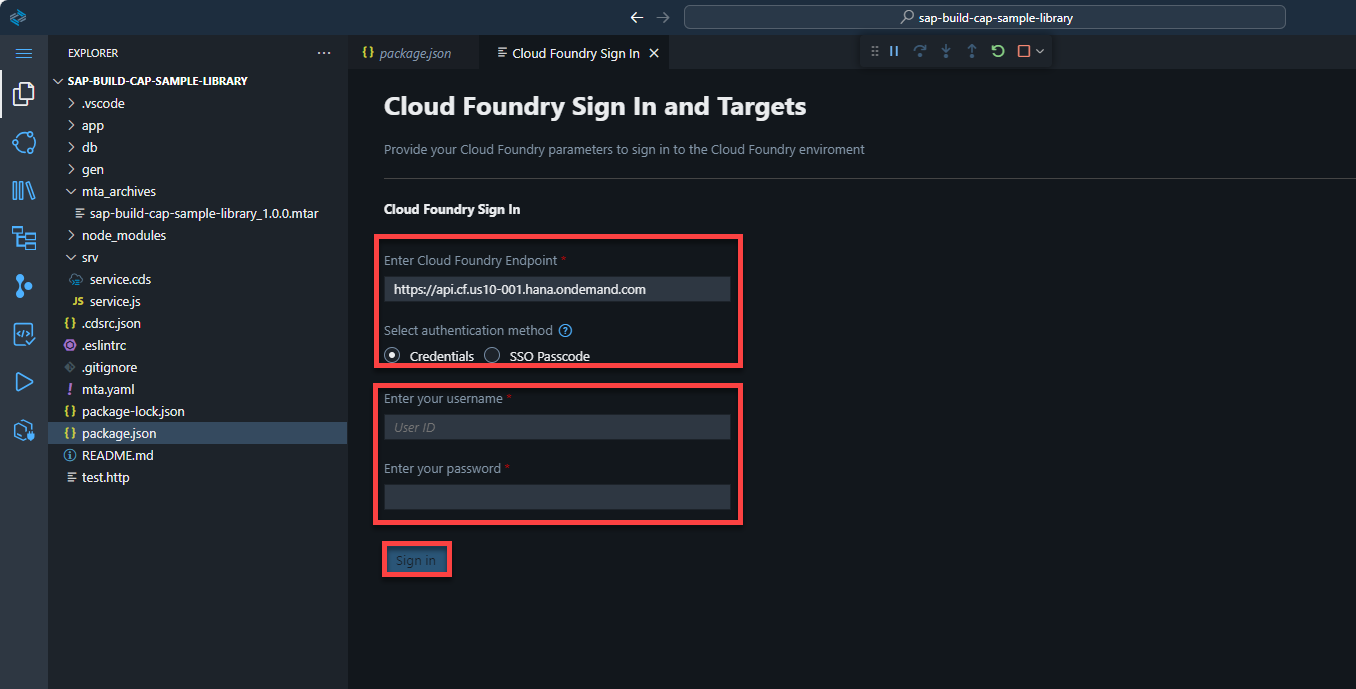 sap-build-cap-sample-library
EXPLORER
SAP-BUILD-CAP-SAMPLE-LIBRARY
.vscode
app
db
gen
mta_archives
sap-build-cap-sample-library_1.0.0.mtar
node_modules
srv
service.cds
JS service.js
{} .cdsrc.json
.eslintrc
.gitignore
! mta.yaml
{} package-lock.json
{} package.json
README.md
test.http
{} package.json
Cloud Foundry Sign In
Cloud Foundry Sign In and Targets
Provide your Cloud Foundry parameters to sign in to the Cloud Foundry enviroment
Cloud Foundry Sign In
Enter Cloud Foundry Endpoint *
https://api.cf.us10-001.hana.ondemand.com
Select authentication method ?
Credentials SSO Passcode
Enter your username *
User ID
Enter your password *
Sign in